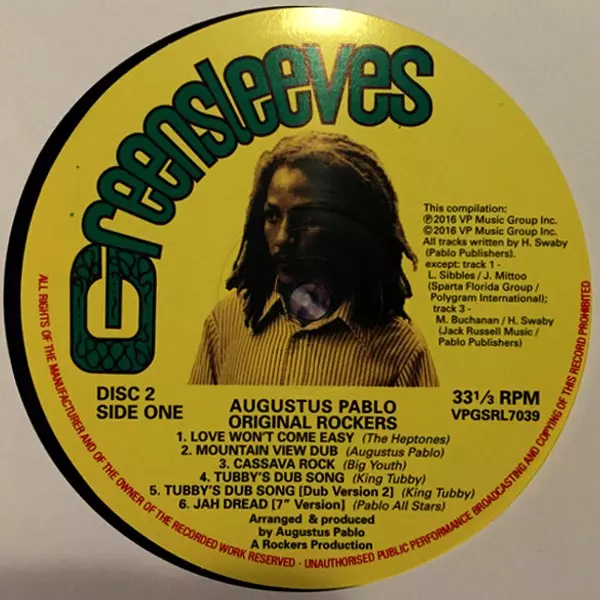 Greensleeves
This compilation:
℗2016 VP Music Group Inc.
©2016 VP Music Group Inc.
All tracks written by H. Swaby
(Pablo Publishers).
except: track 1 -
L. Sibbles / J. Mittoo
(Sparta Florida Group /
Polygram International);
track 3 -
M. Buchanan / H. Swaby
(Jack Russell Music /
Pablo Publishers)
DISC 2
SIDE ONE
33⅓ RPM
VPGSRL7039
AUGUSTUS PABLO
ORIGINAL ROCKERS
1. LOVE WON'T COME EASY (The Heptones)
2. MOUNTAIN VIEW DUB (Augustus Pablo)
3. CASSAVA ROCK (Big Youth)
4. TUBBY'S DUB SONG (King Tubby)
5. TUBBY'S DUB SONG [Dub Version 2] (King Tubby)
6. JAH DREAD [7" Version] (Pablo All Stars)
Arranged & produced
by Augustus Pablo
A Rockers Production
ALL RIGHTS OF THE MANUFACTURER AND OF THE OWNER OF THE RECORDED WORK RESERVED - UNAUTHORISED PUBLIC PERFORMANCE BROADCASTING AND COPYING OF THIS RECORD PROHIBITED